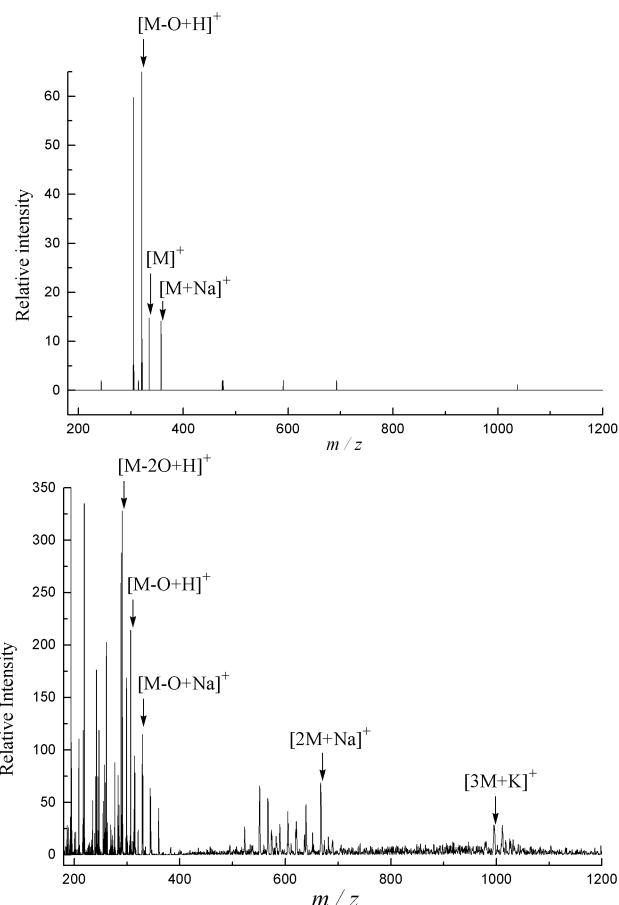 [M-O+H]+
60
50
40
30
20
10
0
[M]+
[M+Na]+
Relative intensity
200 400 600 800 1000 1200
m / z
[M-2O+H]+
350
300
250
200
150
100
50
0
[M-O+H]+
[M-O+Na]+
[2M+Na]+
[3M+K]+
Relative Intensity
200 400 600 800 1000 1200
m / z